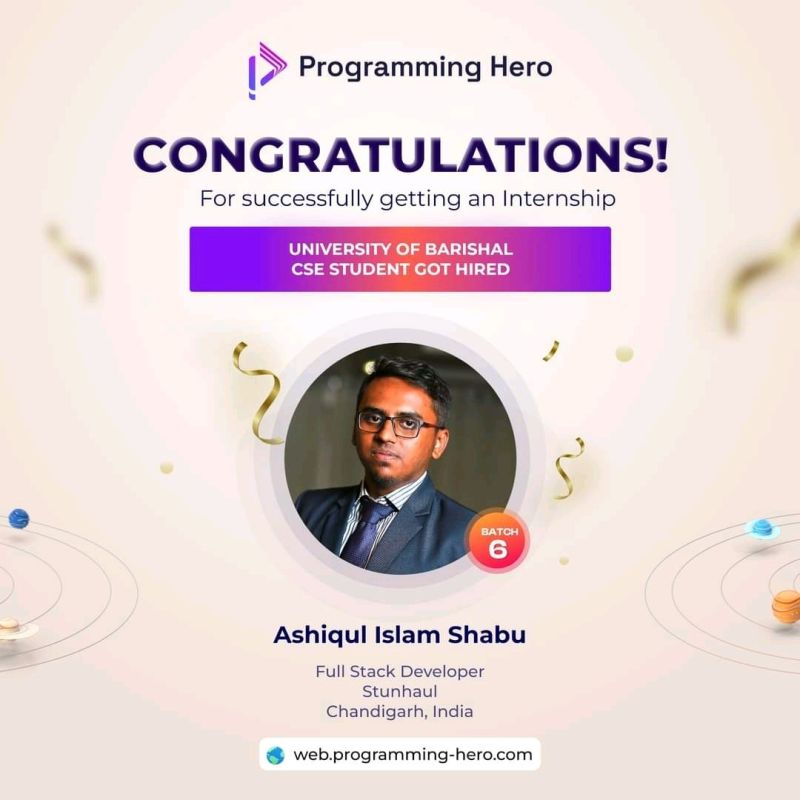 Programming Hero
CONGRATULATIONS!
For successfully getting an Internship
UNIVERSITY OF BARISHAL
CSE STUDENT GOT HIRED
BATCH
6
Ashiqul Islam Shabu
Full Stack Developer
Stunhaul
Chandigarh, India
web.programming-hero.com